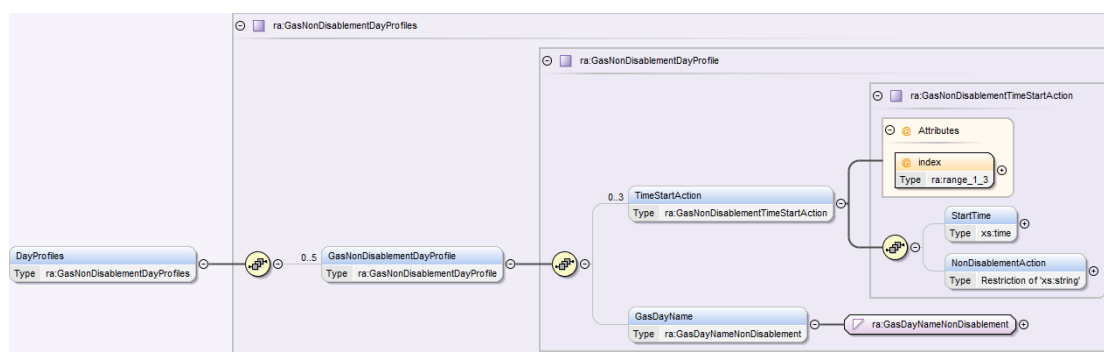 ra:GasNonDisablementDayProfiles
ra:GasNonDisablementDayProfile
ra:GasNonDisablementTimeStartAction
@ Attributes
@ index
Type ra:range_1_3
0..3 TimeStartAction
Type ra:GasNonDisablementTimeStartAction
StartTime
Type xs:time
DayProfiles
Type ra:GasNonDisablementDayProfiles
0..5 GasNonDisablementDayProfile
Type ra:GasNonDisablementDayProfile
NonDisablementAction
Type Restriction of 'xs:string'
GasDayName
Type ra:GasDayNameNonDisablement
ra:GasDayNameNonDisablement